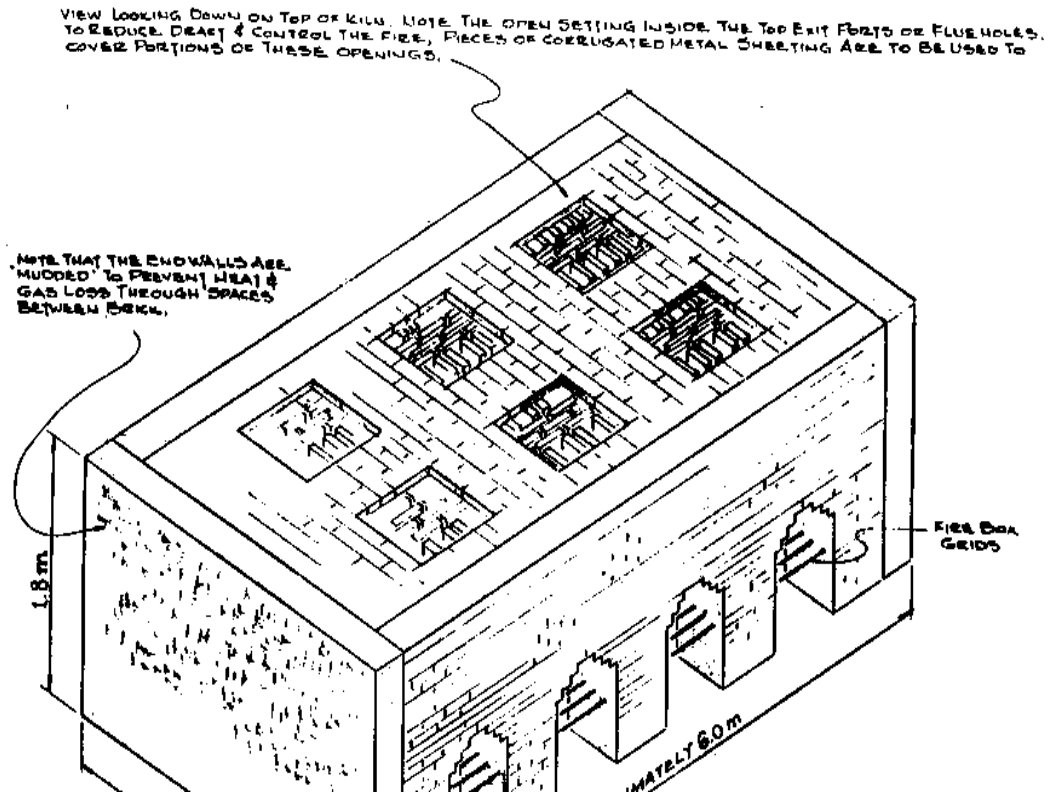 VIEW LOOKING DOWN ON TOP OF KILN. NOTE THE OPEN SETTING INSIDE THE TOP EXIT PORTS OR FLUE HOLES.
TO REDUCE DRAFT & CONTROL THE FIRE, PIECES OF CORRUGATED METAL SHEETING ARE TO BE USED TO
COVER PORTIONS OF THESE OPENINGS.
NOTE THAT THE END WALLS ARE
'MUDDED' TO PREVENT HEAT &
GAS LOSS THROUGH SPACES
BETWEEN BRICK.
FIRE BOX
GRIDS
1.8 m
IMATELY 6.0 m